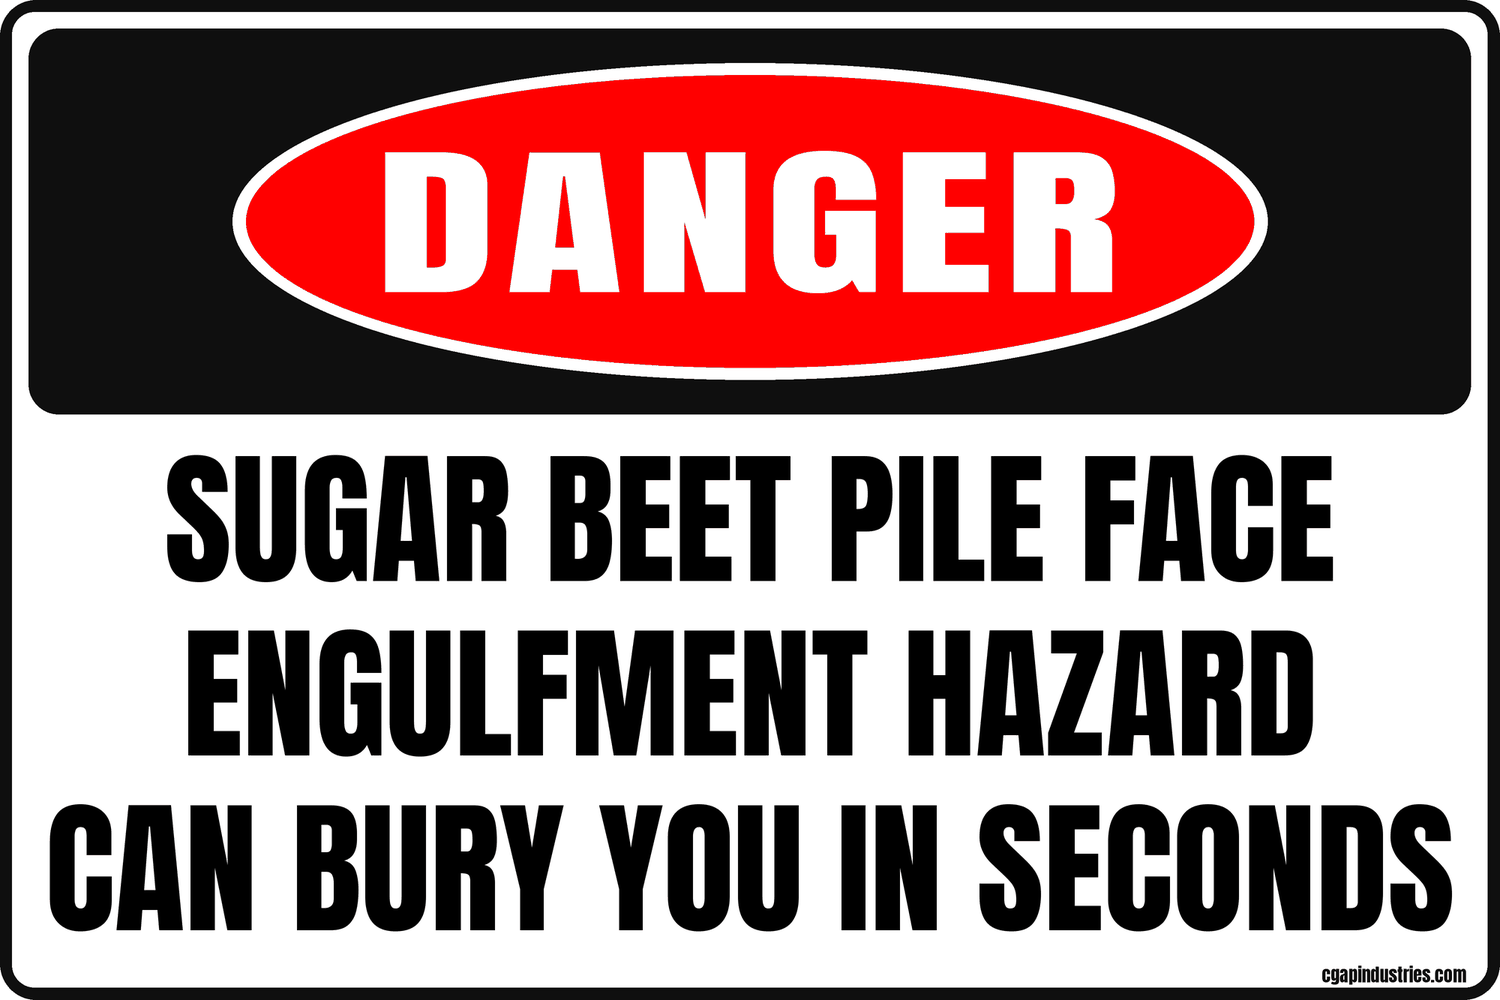 DANGER
SUGAR BEET PILE FACE
ENGULFMENT HAZARD
CAN BURY YOU IN SECONDS
cgapindustries.com